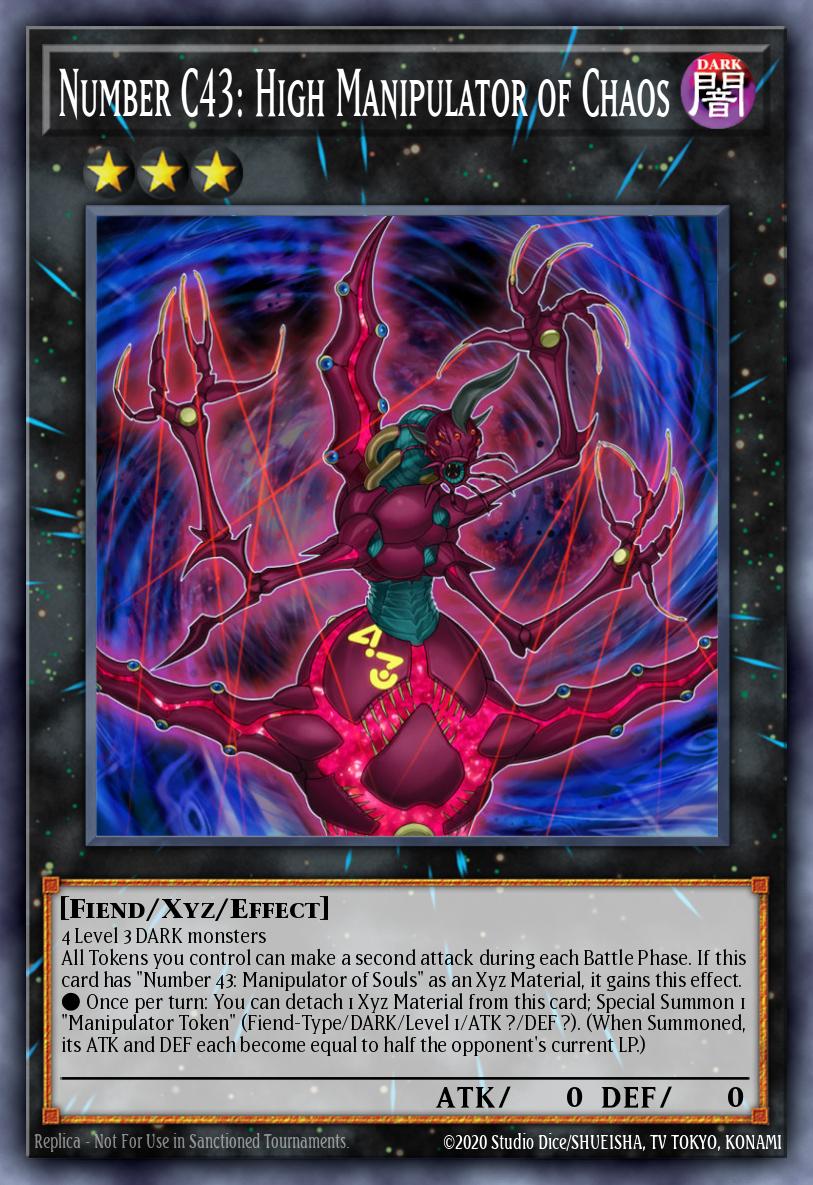 Number C43: High Manipulator of Chaos
DARK
闇
43
[Fiend/Xyz/Effect]
4 Level 3 DARK monsters
All Tokens you control can make a second attack during each Battle Phase. If this
card has "Number 43: Manipulator of Souls" as an Xyz Material, it gains this effect.
● Once per turn: You can detach 1 Xyz Material from this card; Special Summon 1
"Manipulator Token" (Fiend-Type/DARK/Level 1/ATK ?/DEF ?). (When Summoned,
its ATK and DEF each become equal to half the opponent's current LP.)
ATK/ 0 DEF/ 0
Replica - Not For Use in Sanctioned Tournaments.
©2020 Studio Dice/SHUEISHA, TV TOKYO, KONAMI